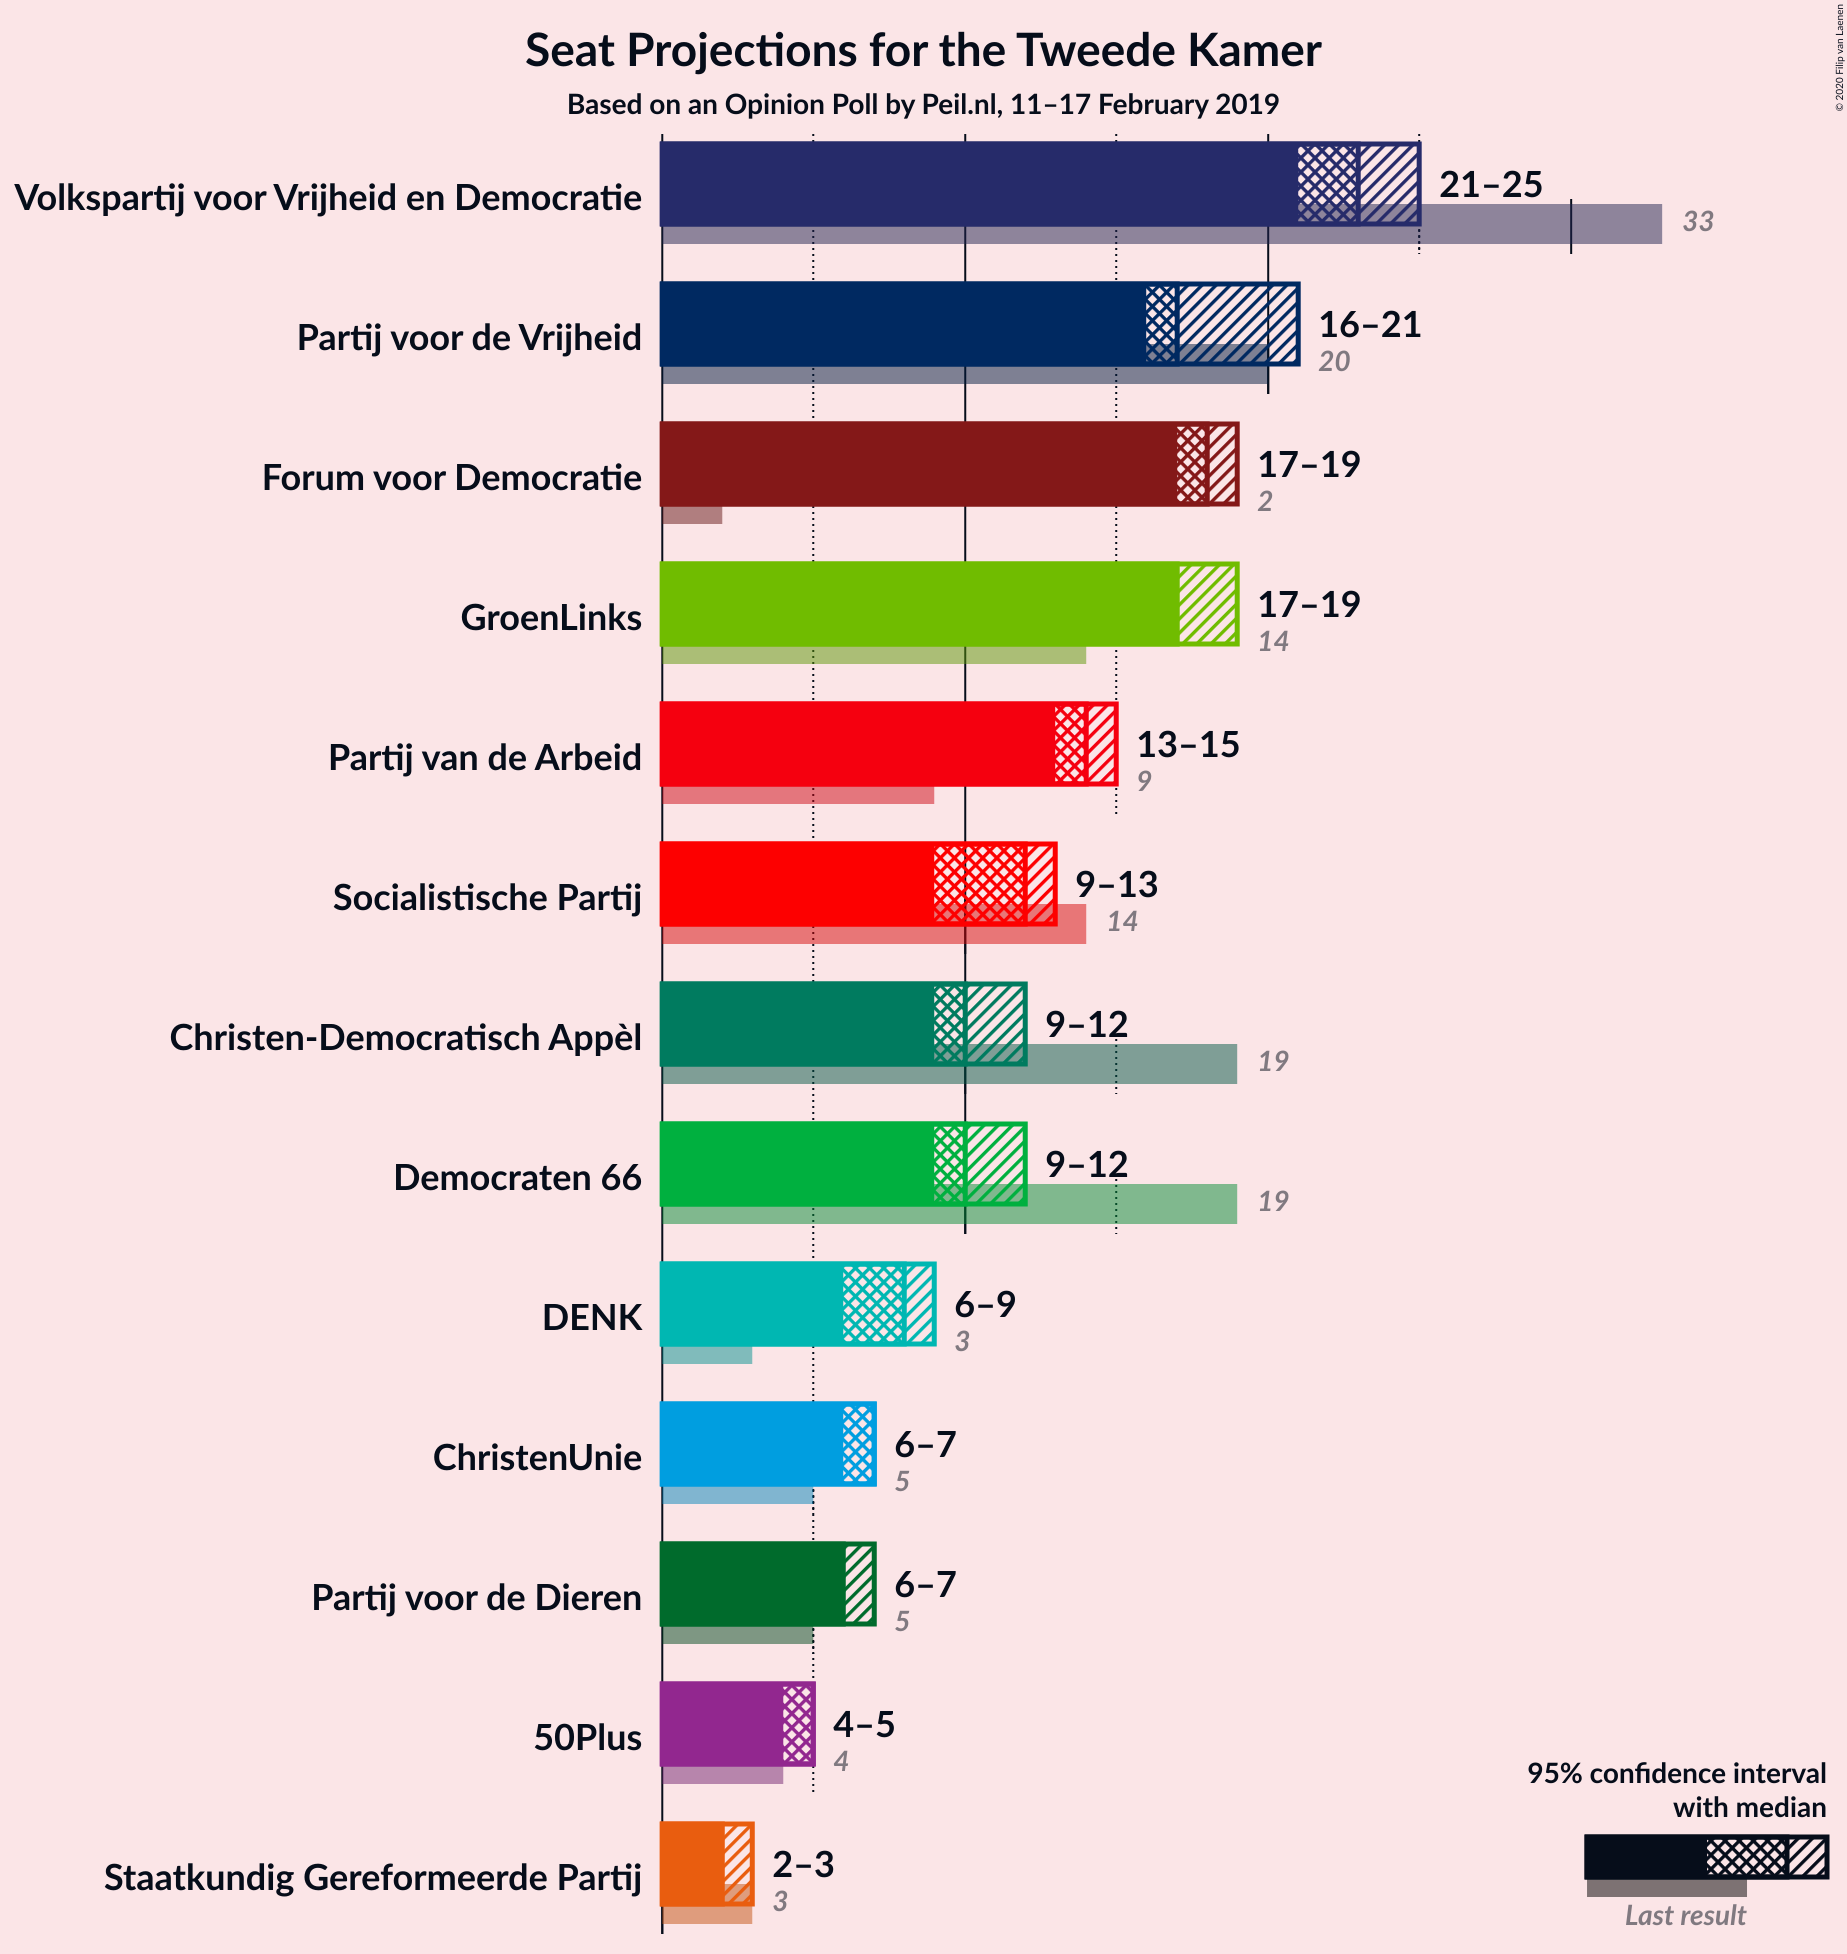 Seat Projections for the Tweede Kamer
Based on an Opinion Poll by Peil.nl, 11–17 February 2019
© 2020 Filip van Laenen
Volkspartij voor Vrijheid en Democratie
21–25
33
Partij voor de Vrijheid
16–21
20
Forum voor Democratie
17–19
2
GroenLinks
17–19
14
Partij van de Arbeid
13–15
9
Socialistische Partij
9–13
14
Christen-Democratisch Appèl
9–12
19
Democraten 66
9–12
19
DENK
6–9
3
ChristenUnie
6–7
5
Partij voor de Dieren
6–7
5
50Plus
4–5
4
Staatkundig Gereformeerde Partij
2–3
3
95% confidence interval
with median
Last result